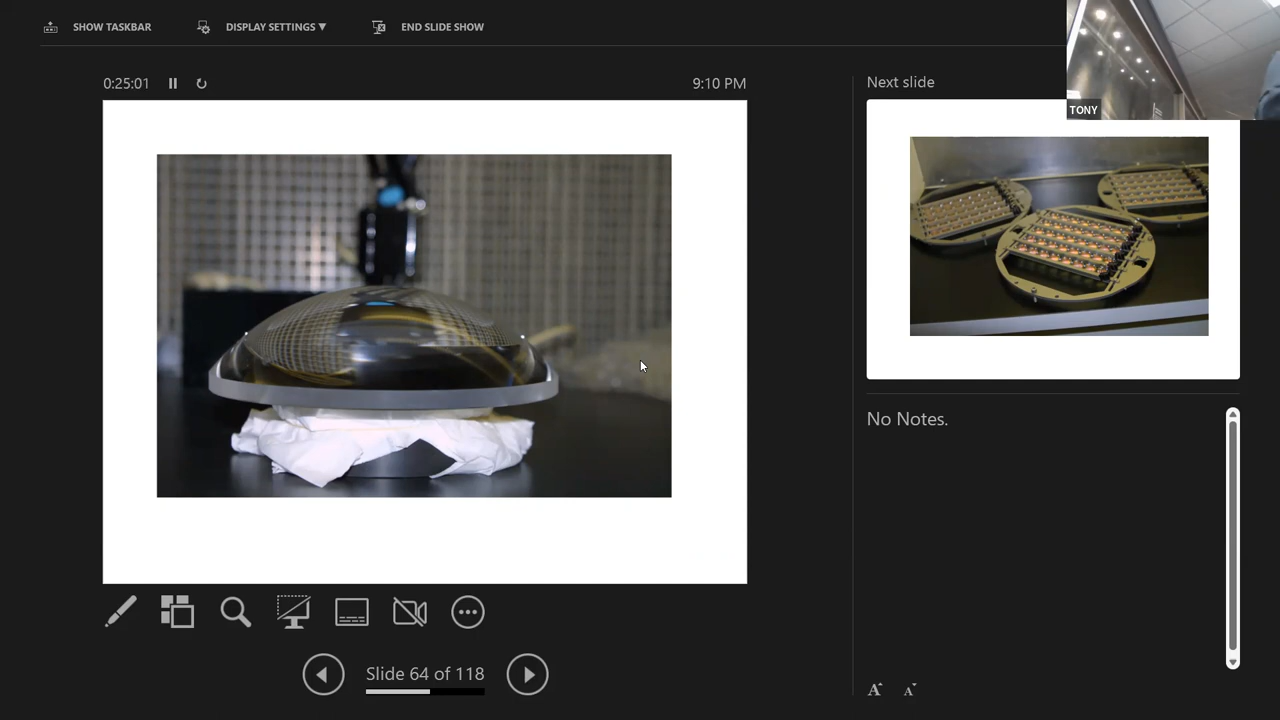 SHOW TASKBAR
DISPLAY SETTINGS ▼
END SLIDE SHOW
0:25:01
9:10 PM
Next slide
TONY
No Notes.
Slide 64 of 118
A
A